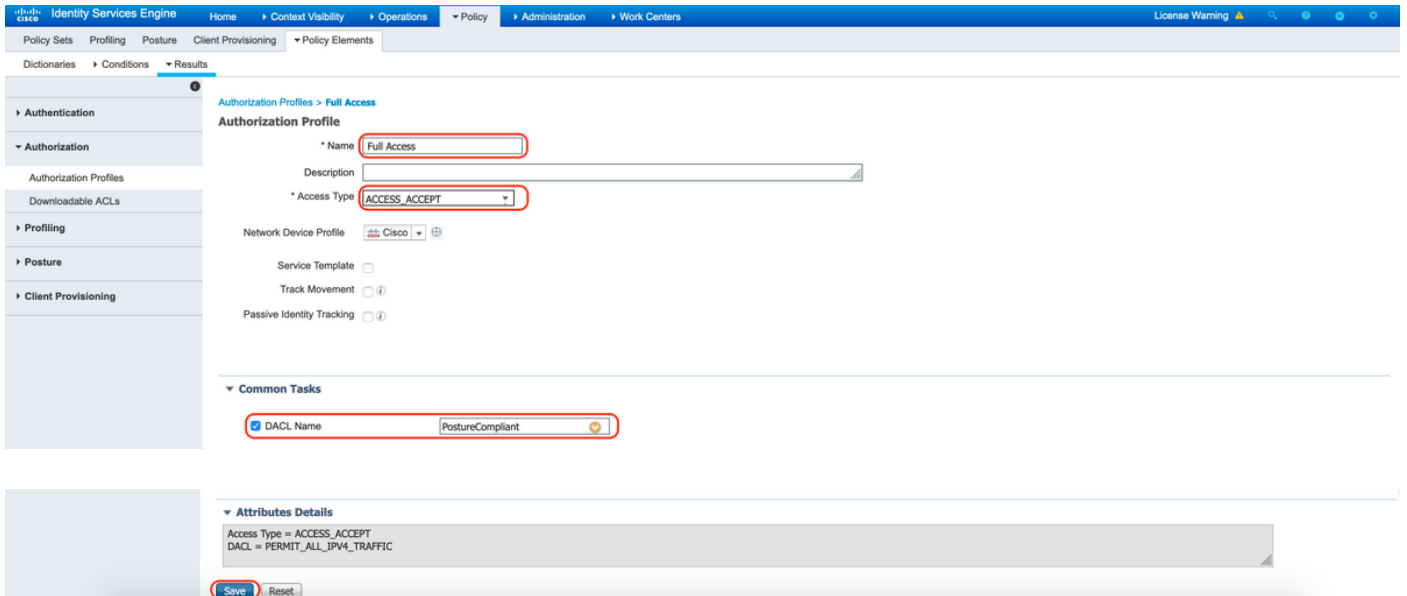 cisco Identity Services Engine Home Context Visibility Operations Policy Administration Work Centers License Warning
Policy Sets Profiling Posture Client Provisioning Policy Elements
Dictionaries Conditions Results
Authorization Profiles > Full Access
Authentication
Authorization Profile
Authorization
* Name Full Access
Description
Authorization Profiles
* Access Type ACCESS_ACCEPT
Downloadable ACLs
Profiling
Network Device Profile Cisco
Posture
Service Template
Track Movement
Client Provisioning
Passive Identity Tracking
Common Tasks
DACL Name PostureCompliant
Attributes Details
Access Type = ACCESS_ACCEPT
DACL = PERMIT_ALL_IPV4_TRAFFIC
Save Reset